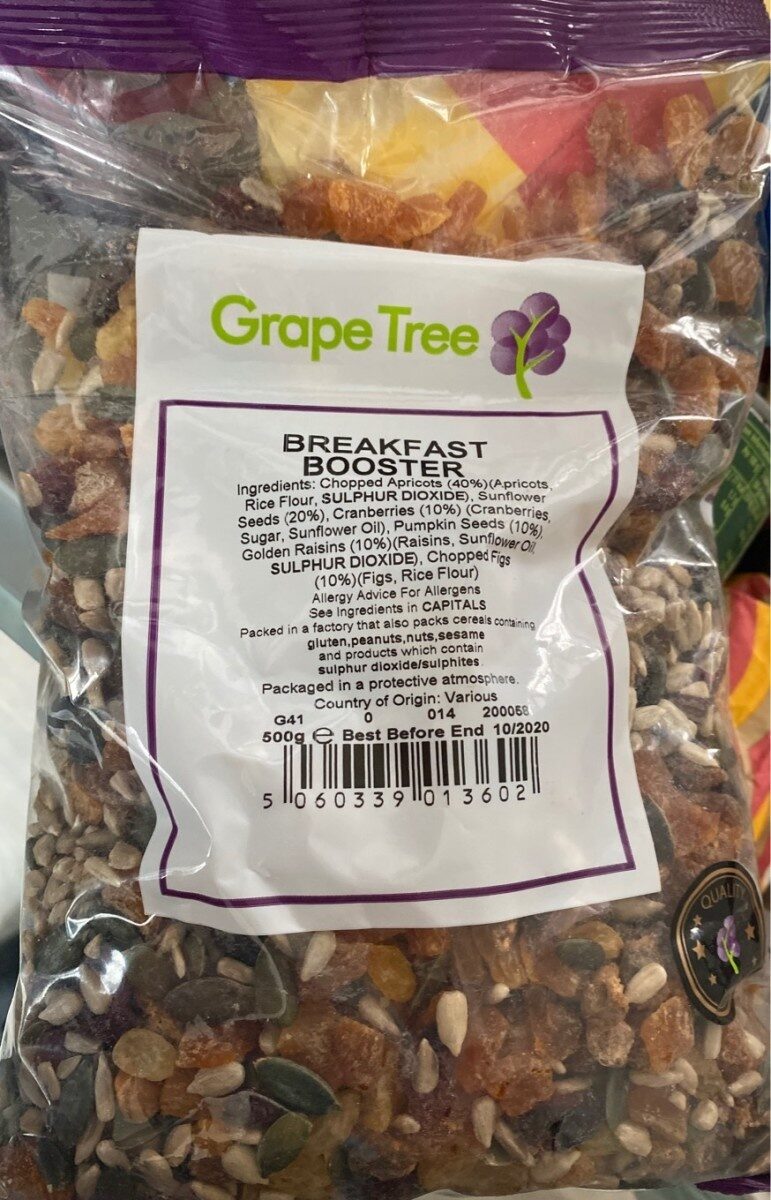 Grape Tree
BREAKFAST
BOOSTER
Ingredients: Chopped Apricots (40%)(Apricots,
Rice Flour, SULPHUR DIOXIDE), Sunflower
Seeds (20%), Cranberries (10%) (Cranberries,
Sugar, Sunflower Oil), Pumpkin Seeds (10%),
Golden Raisins (10%)(Raisins, Sunflower Oil,
SULPHUR DIOXIDE), Chopped Figs
(10%)(Figs, Rice Flour)
Allergy Advice For Allergens
See Ingredients in CAPITALS
Packed in a factory that also packs cereals containing
gluten,peanuts,nuts,sesame
and products which contain
sulphur dioxide/sulphites
Packaged in a protective atmosphere.
Country of Origin: Various
G41 0 014 200058
500g e Best Before End 10/2020
5 060339 013602
QUALITY